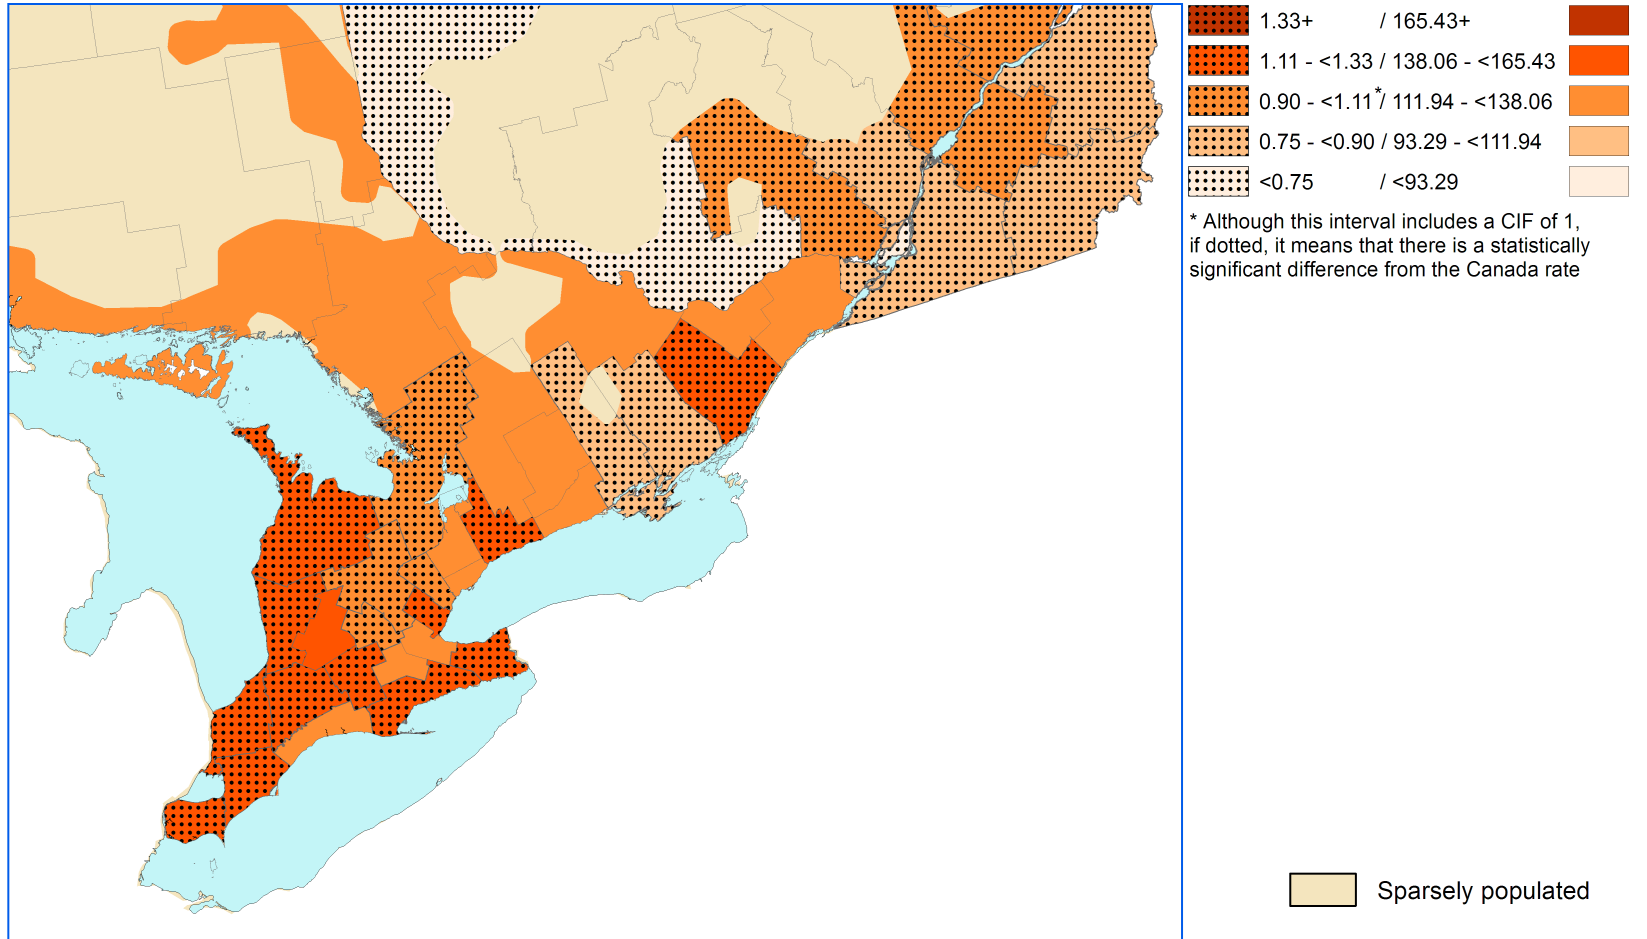 1.33+ / 165.43+
1.11 - <1.33 / 138.06 - <165.43
0.90 - <1.11* / 111.94 - <138.06
0.75 - <0.90 / 93.29 - <111.94
<0.75 / <93.29
* Although this interval includes a CIF of 1,
if dotted, it means that there is a statistically
significant difference from the Canada rate
Sparsely populated